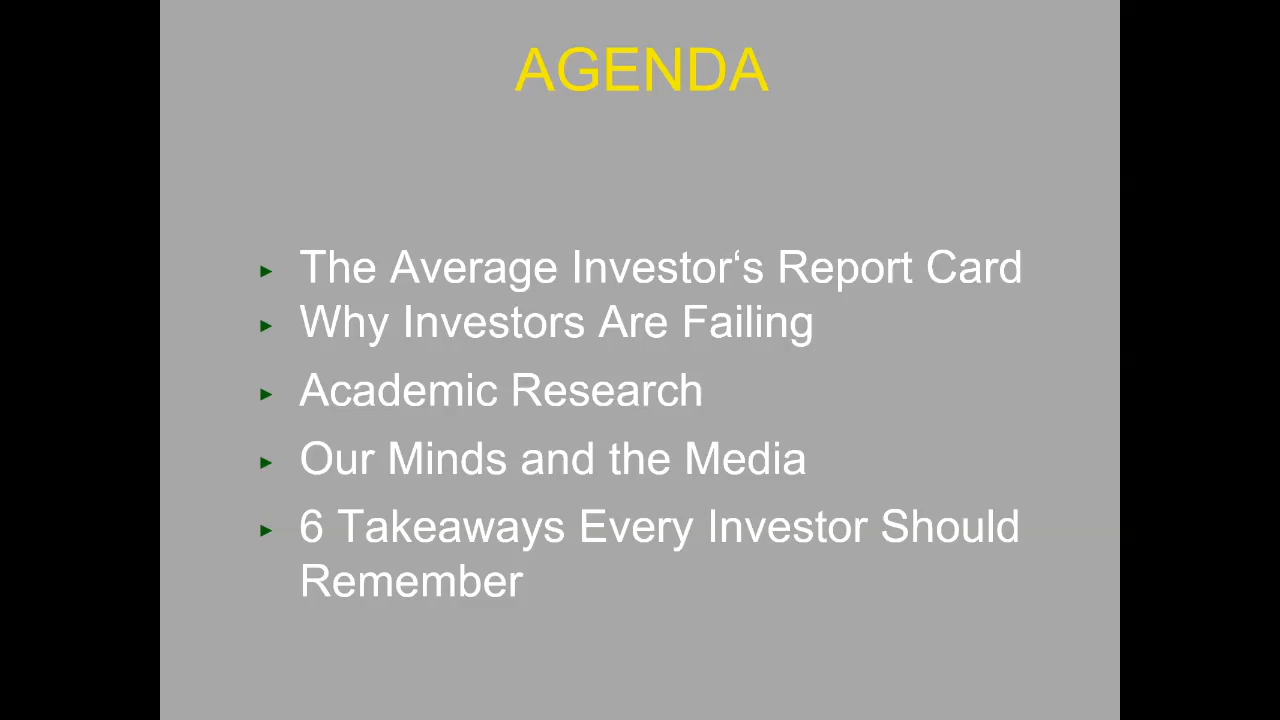 AGENDA
► The Average Investor‘s Report Card
► Why Investors Are Failing
► Academic Research
► Our Minds and the Media
► 6 Takeaways Every Investor Should
Remember